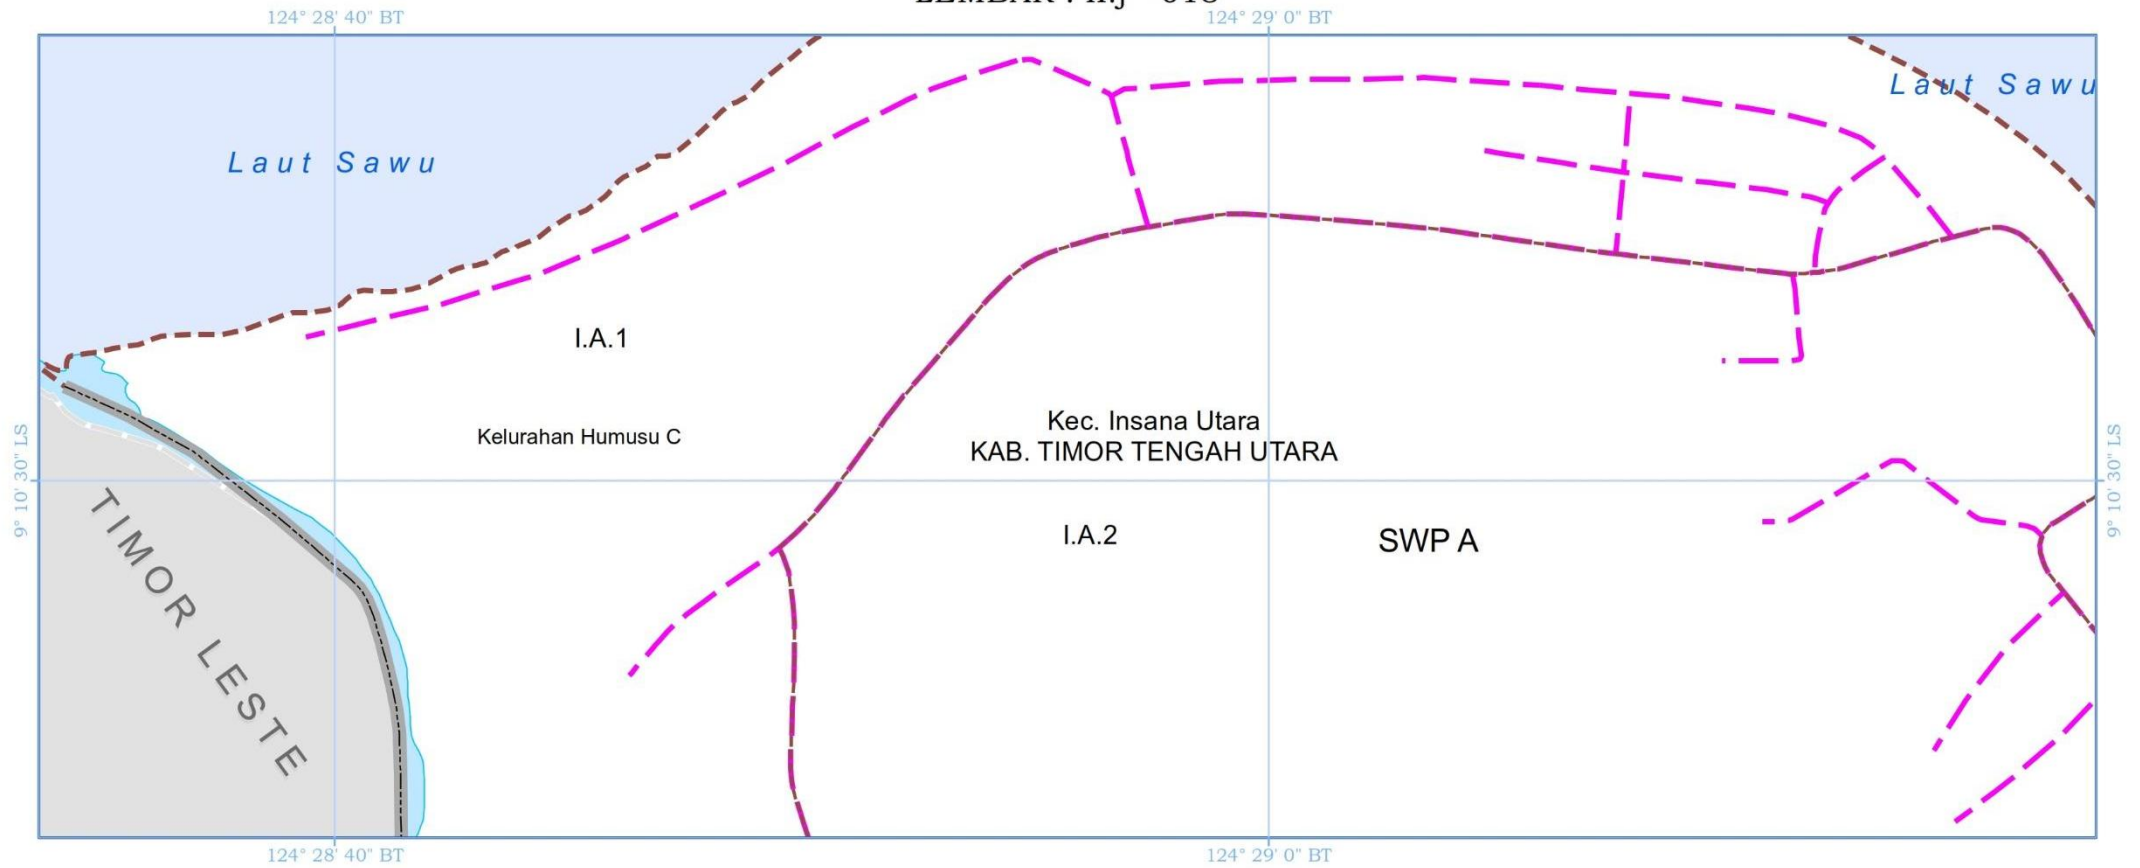 124° 28' 40" BT
124° 29' 0" BT
Laut Sawu
Laut Sawu
I.A.1
Kec. Insana Utara
KAB. TIMOR TENGAH UTARA
Kelurahan Humusu C
9° 10' 30" LS
9° 10' 30" LS
I.A.2
SWP A
TIMOR LESTE
124° 28' 40" BT
124° 29' 0" BT